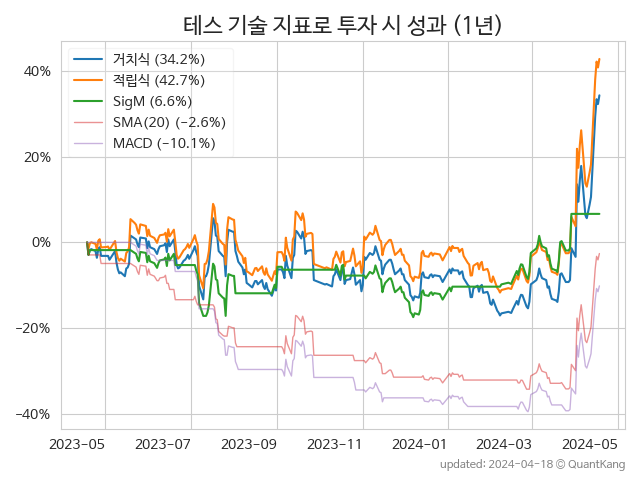 테스 기술 지표로 투자 시 성과 (1년)
거치식 (34.2%)
적립식 (42.7%)
SigM (6.6%)
SMA(20) (−2.6%)
MACD (−10.1%)
40%
20%
0%
−20%
−40%
2023-05 2023-07 2023-09 2023-11 2024-01 2024-03 2024-05
updated: 2024-04-18 © QuantKang